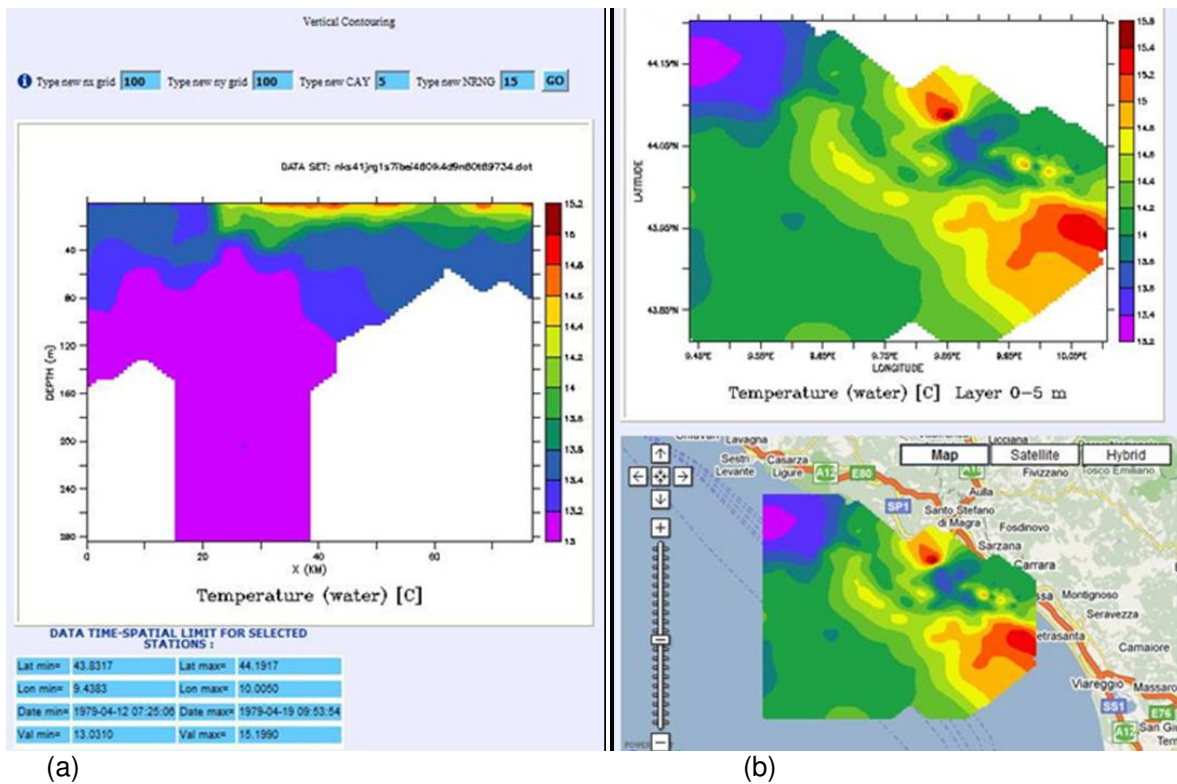 Vertical Contouring
Type new nx grid 100 Type new ny grid 100 Type new CAY 5 Type new NRNG 15 GO
DATA SET:
15.2
15
14.8
14.5
14.4
14.2
14
13.8
13.6
13.4
13.2
13
40
80
120
160
200
240
280
DEPTH (m)
0 20 40 60
X (KM)
Temperature (water) [C]
DATA TIME-SPATIAL LIMIT FOR SELECTED
STATIONS :
Lat min= 43.8317 Lat max= 44.1917
Lon min= 9.4383 Lon max= 10.0050
Date min= 1979-04-12 07:25:06 Date max= 1979-04-19 09:53:54
Val min= 13.0310 Val max= 15.1990
(a)
15.6
15.4
15.2
15
14.8
14.6
14.4
14.2
14
13.8
13.6
13.4
13.2
44.15°N
44.05°N
43.95°N
LATITUDE
9.55°E 9.65°E 9.75°E 9.85°E 9.95°E 10.05°E
LONGITUDE
Temperature (water) [C] Layer 0-5 m
Map Satellite Hybrid
Lavagna
Licciana
Sestri
Levante
Casarza
Ligure
A12
E80
Fivizzano
Tosco Emiliano
Aulla
SP1
Santo Stefano
di Magra
Fosdinovo
Sarzana
Carrara
Montignoso
Seravezza
etrasanta
Camaiore
Viareggio
Massaro
SS1
E76
A12
San Gi
Term
(b)